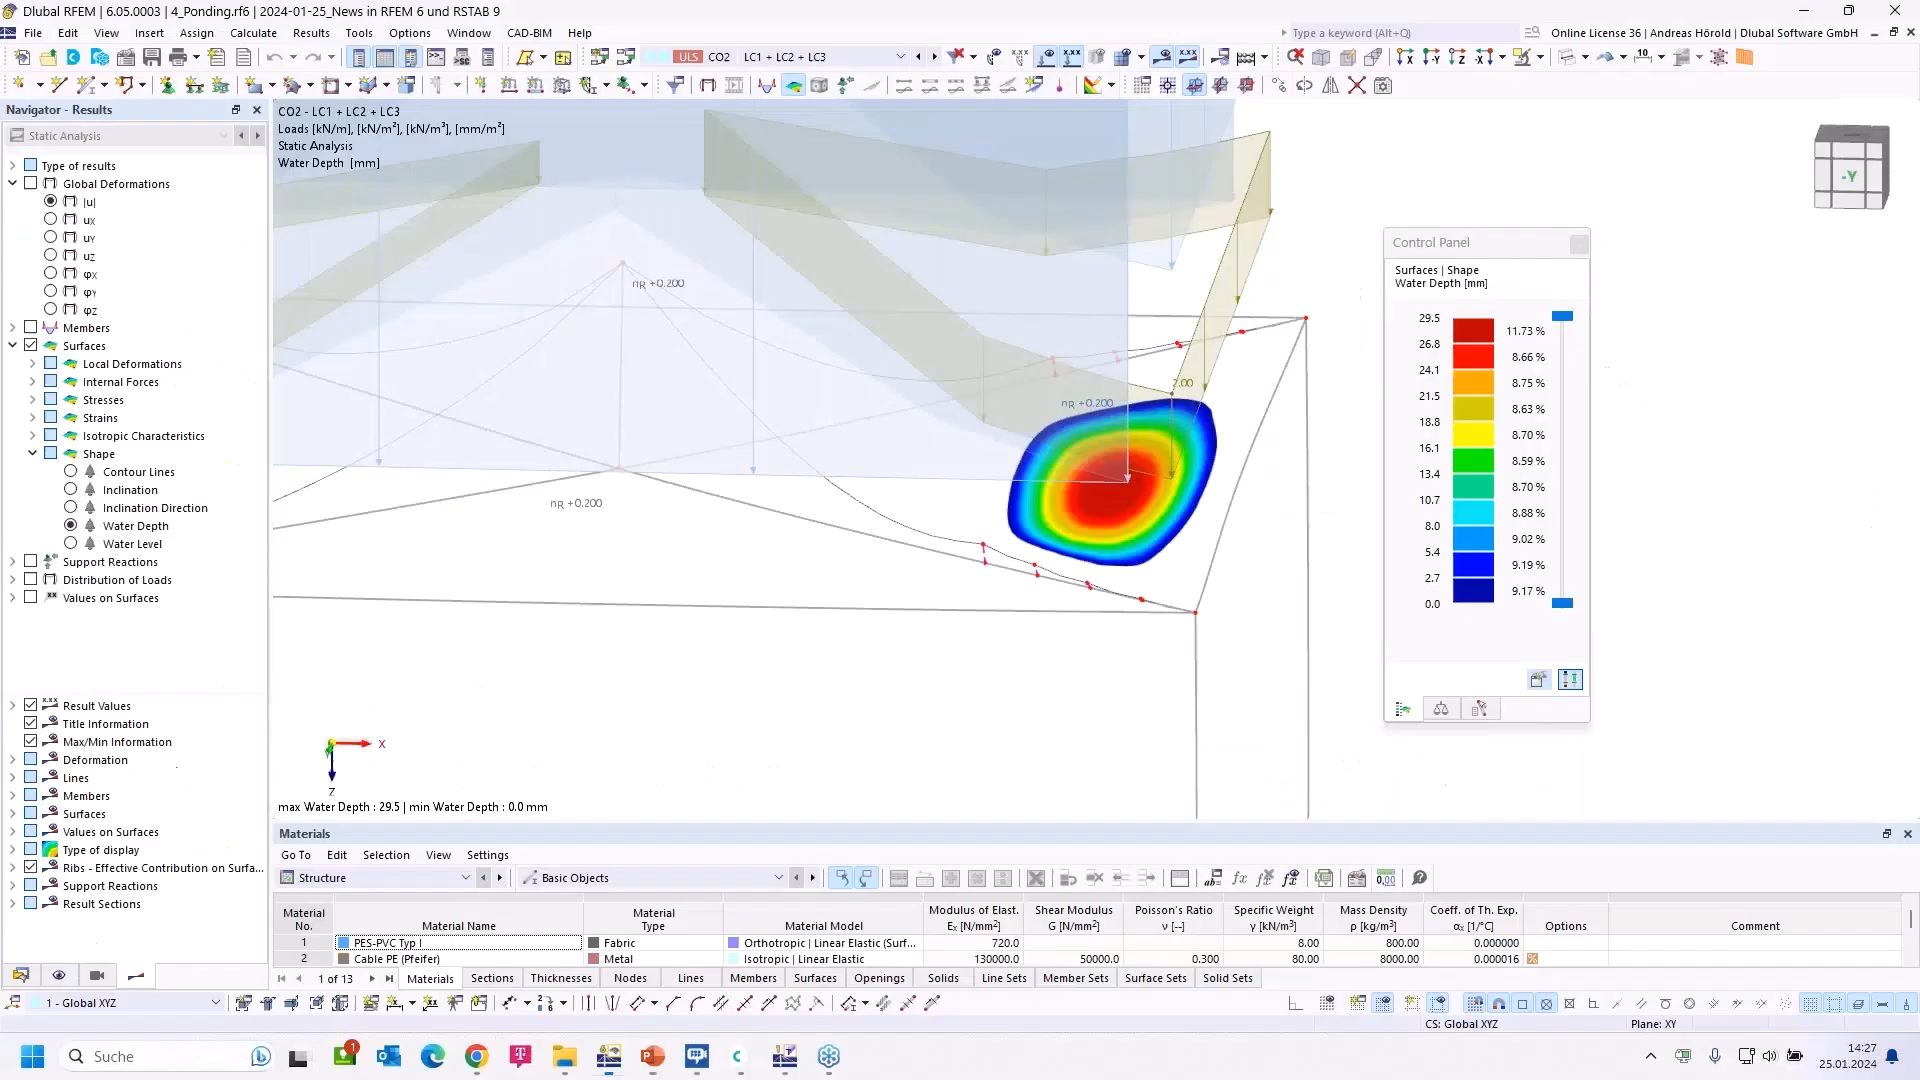 Dlubal RFEM | 6.05.0003 | 4_Ponding.rf6 | 2024-01-25_News in RFEM 6 und RSTAB 9
File Edit View Insert Assign Calculate Results Tools Options Window CAD-BIM Help
Type a keyword (Alt+Q)
Online License 36 | Andreas Hörold | Dlubal Software GmbH
ULS CO2 LC1 + LC2 + LC3
Navigator - Results
Static Analysis
Type of results
Global Deformations
|u|
uX
uY
uZ
φX
φY
φZ
Members
Surfaces
Local Deformations
Internal Forces
Stresses
Strains
Isotropic Characteristics
Shape
Contour Lines
Inclination
Inclination Direction
Water Depth
Water Level
Support Reactions
Distribution of Loads
Values on Surfaces
Result Values
Title Information
Max/Min Information
Deformation
Lines
Members
Surfaces
Values on Surfaces
Type of display
Ribs - Effective Contribution on Surfa...
Support Reactions
Result Sections
CO2 - LC1 + LC2 + LC3
Loads [kN/m], [kN/m²], [kN/m³], [mm/m²]
Static Analysis
Water Depth [mm]
nR +0.200
2.00
nR +0.200
nR +0.200
X
Z
max Water Depth : 29.5 | min Water Depth : 0.0 mm
-Y
Control Panel
Surfaces | Shape
Water Depth [mm]
29.5
11.73 %
26.8
8.66 %
24.1
8.75 %
21.5
8.63 %
18.8
8.70 %
16.1
8.59 %
13.4
8.70 %
10.7
8.88 %
8.0
9.02 %
5.4
9.19 %
2.7
9.17 %
0.0
Materials
Go To Edit Selection View Settings
Structure
Basic Objects
Material No. Material Name Material Type Material Model Modulus of Elast. Ex [N/mm²] Shear Modulus G [N/mm²] Poisson's Ratio ν [--] Specific Weight γ [kN/m³] Mass Density ρ [kg/m³] Coeff. of Th. Exp. αx [1/°C] Options Comment
1 PES-PVC Typ I Fabric Orthotropic | Linear Elastic (Surf... 720.0 8.00 800.00 0.000000
2 Cable PE (Pfeifer) Metal Isotropic | Linear Elastic 130000.0 50000.0 0.300 80.00 8000.00 0.000016
1 of 13 Materials Sections Thicknesses Nodes Lines Members Surfaces Openings Solids Line Sets Member Sets Surface Sets Solid Sets
1 - Global XYZ
CS: Global XYZ
Plane: XY
Suche
1
14:27
25.01.2024